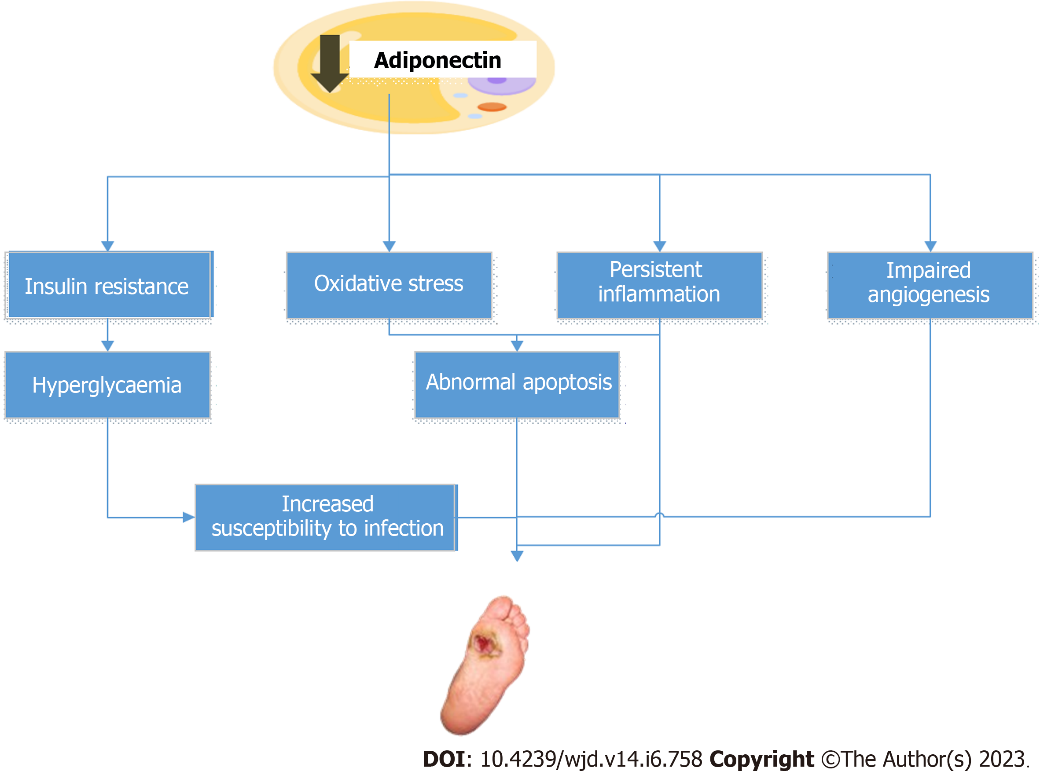 Adiponectin
Insulin resistance
Oxidative stress
Persistent
inflammation
Impaired
angiogenesis
Hyperglycaemia
Abnormal apoptosis
Increased
susceptibility to infection
DOI: 10.4239/wjd.v14.i6.758 Copyright ©The Author(s) 2023.